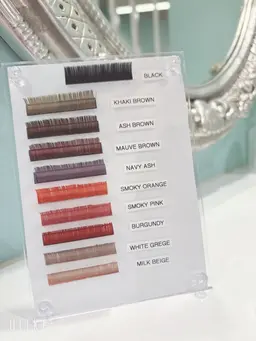 BLACK
KHAKI BROWN
ASH BROWN
MAUVE BROWN
NAVY ASH
SMOKY ORANGE
SMOKY PINK
BURGUNDY
WHITE GREGE
MILK BEIGE